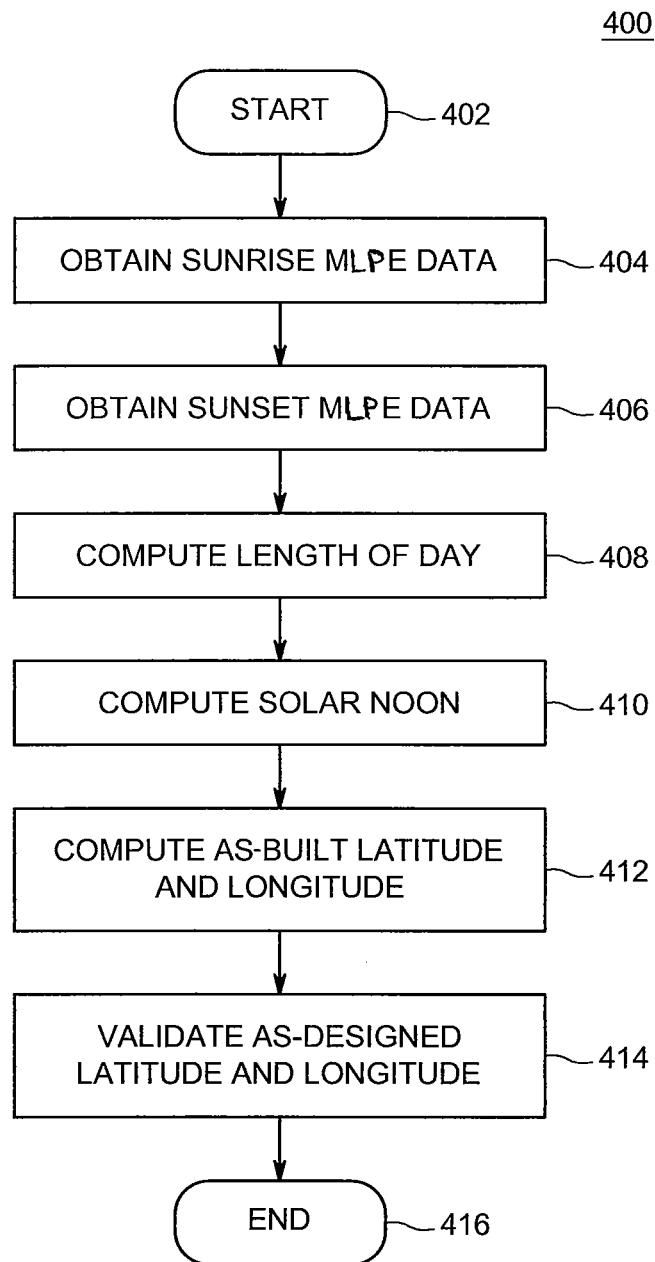 400
START
402
OBTAIN SUNRISE MLPE DATA
404
OBTAIN SUNSET MLPE DATA
406
COMPUTE LENGTH OF DAY
408
COMPUTE SOLAR NOON
410
COMPUTE AS-BUILT LATITUDE
AND LONGITUDE
412
VALIDATE AS-DESIGNED
LATITUDE AND LONGITUDE
414
END
416